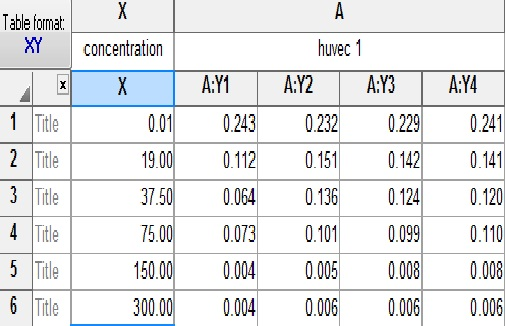 Table format: X A
XY concentration huvec 1
x X A:Y1 A:Y2 A:Y3 A:Y4
1 Title 0.01 0.243 0.232 0.229 0.241
2 Title 19.00 0.112 0.151 0.142 0.141
3 Title 37.50 0.064 0.136 0.124 0.120
4 Title 75.00 0.073 0.101 0.099 0.110
5 Title 150.00 0.004 0.005 0.008 0.008
6 Title 300.00 0.004 0.006 0.006 0.006